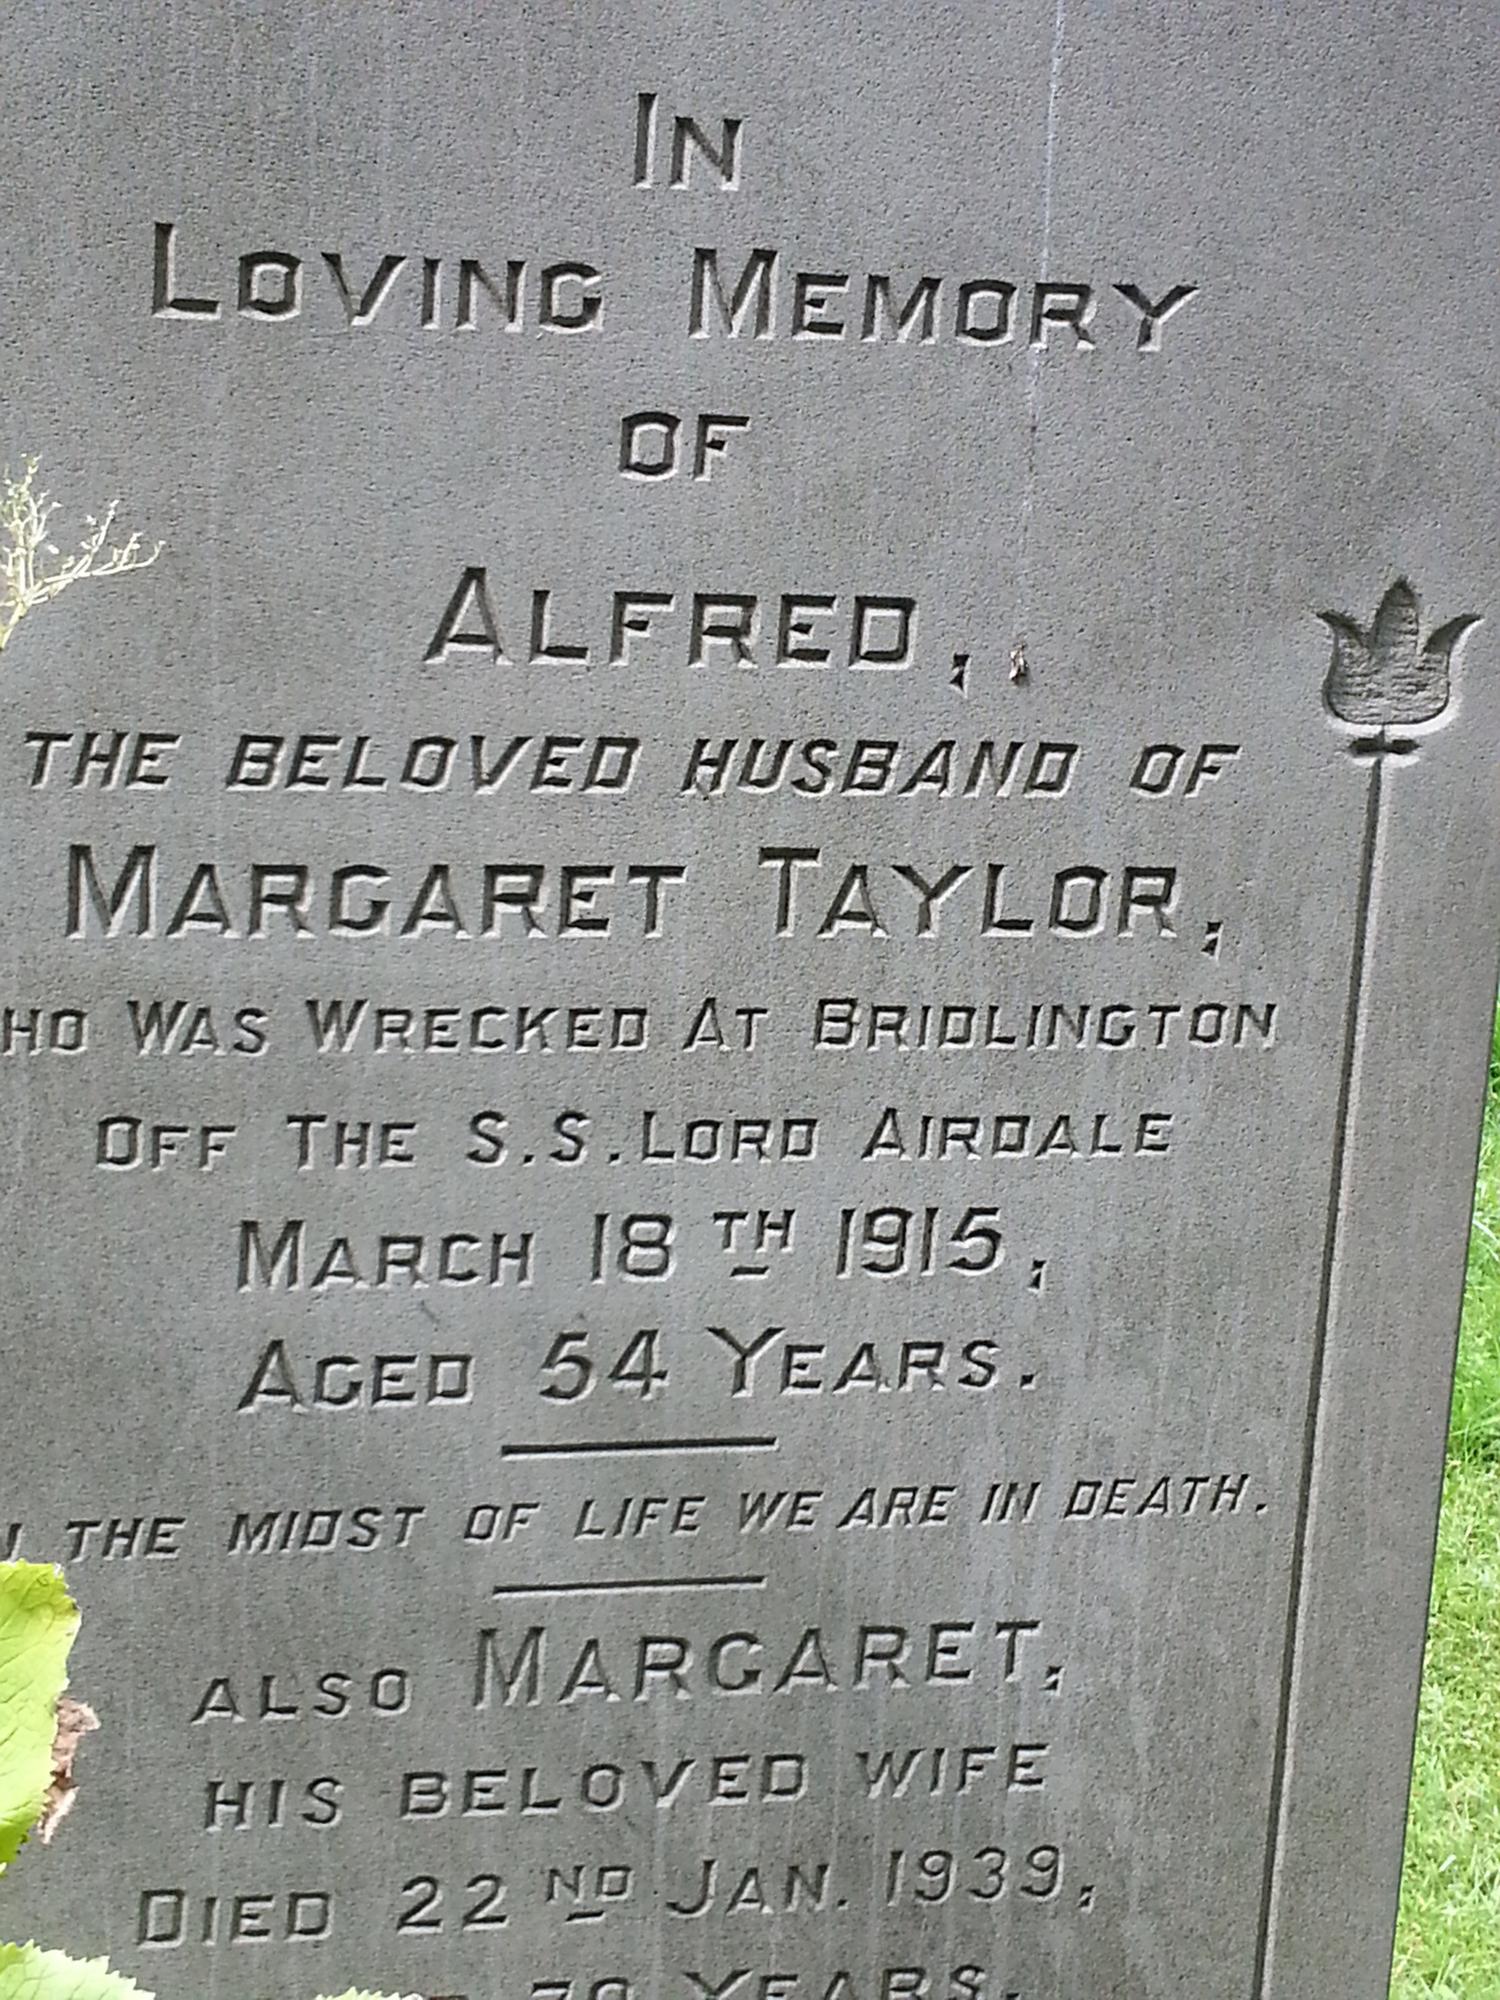 IN
LOVING MEMORY
OF
ALFRED,
THE BELOVED HUSBAND OF
MARGARET TAYLOR,
HO WAS WRECKED AT BRIDLINGTON
OFF THE S.S. LORD AIRDALE
MARCH 18TH 1915,
AGED 54 YEARS.
THE MIDST OF LIFE WE ARE IN DEATH.
ALSO MARGARET,
HIS BELOVED WIFE
DIED 22ND JAN. 1939,
YEARS.